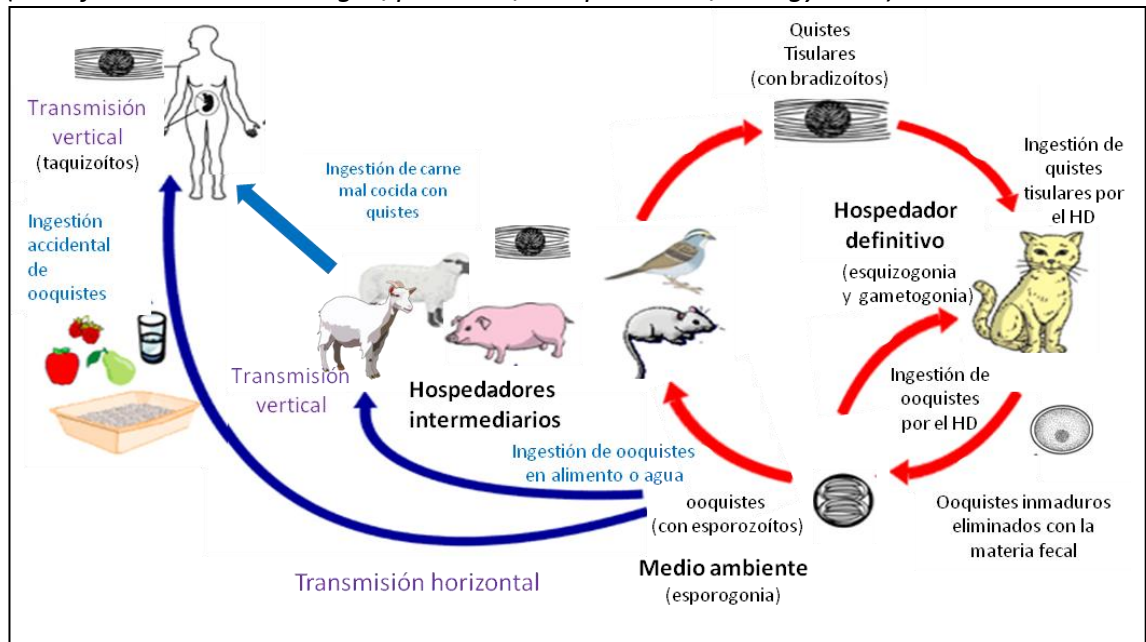 Quistes
Tisulares
(con bradizoítos)
Transmisión
vertical
(taquizoítos)
Ingestión de carne
mal cocida con
quistes
Ingestión de
quistes
tisulares por
el HD
Hospedador
definitivo
(esquizogonia
y gametogonia)
Ingestión
accidental
de
ooquistes
Transmisión
vertical
Hospedadores
intermediarios
Ingestión de
ooquistes
por el HD
Ingestión de ooquistes
en alimento o agua
ooquistes
(con esporozoítos)
Ooquistes inmaduros
eliminados con la
materia fecal
Medio ambiente
(esporogonia)
Transmisión horizontal